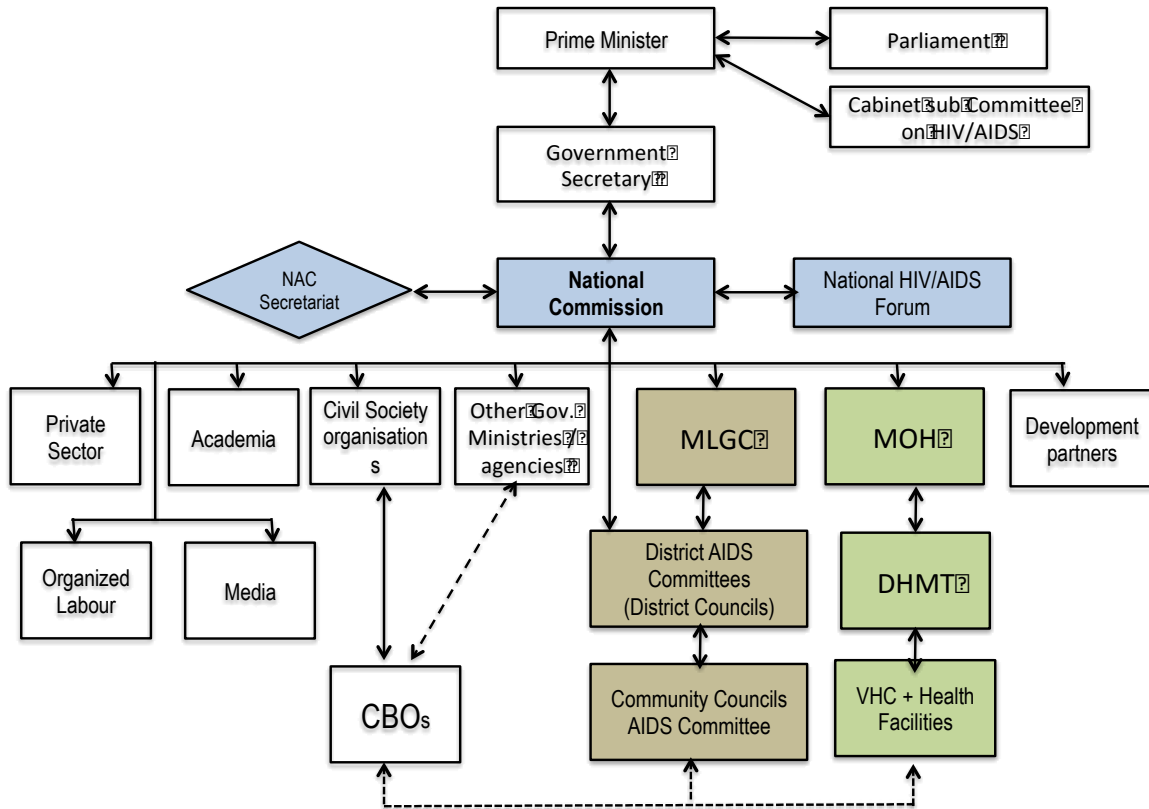 Prime Minister
Parliament
Cabinet sub Committee
on HIV/AIDS
Government
Secretary
NAC
Secretariat
National
Commission
National HIV/AIDS
Forum
Private
Sector
Academia
Civil Society
organisation
s
Other Gov.
Ministries /
agencies
MLGC
MOH
Development
partners
Organized
Labour
Media
District AIDS
Committees
(District Councils)
DHMT
CBOs
Community Councils
AIDS Committee
VHC + Health
Facilities